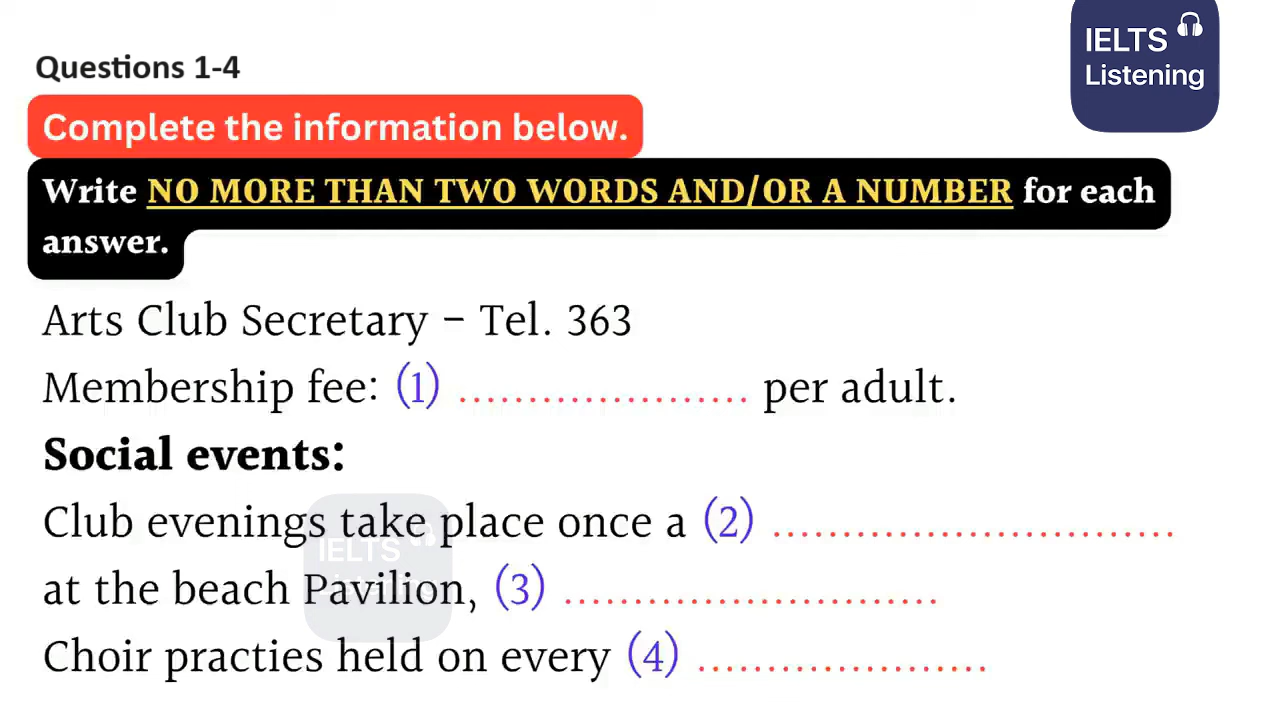 IELTS
Listening
Questions 1-4
Complete the information below.
Write NO MORE THAN TWO WORDS AND/OR A NUMBER for each
answer.
Arts Club Secretary – Tel. 363
Membership fee: (1) ..................... per adult.
Social events:
Club evenings take place once a (2) .............................
at the beach Pavilion, (3) ...........................
Choir practies held on every (4) .....................
IELTS
Listening